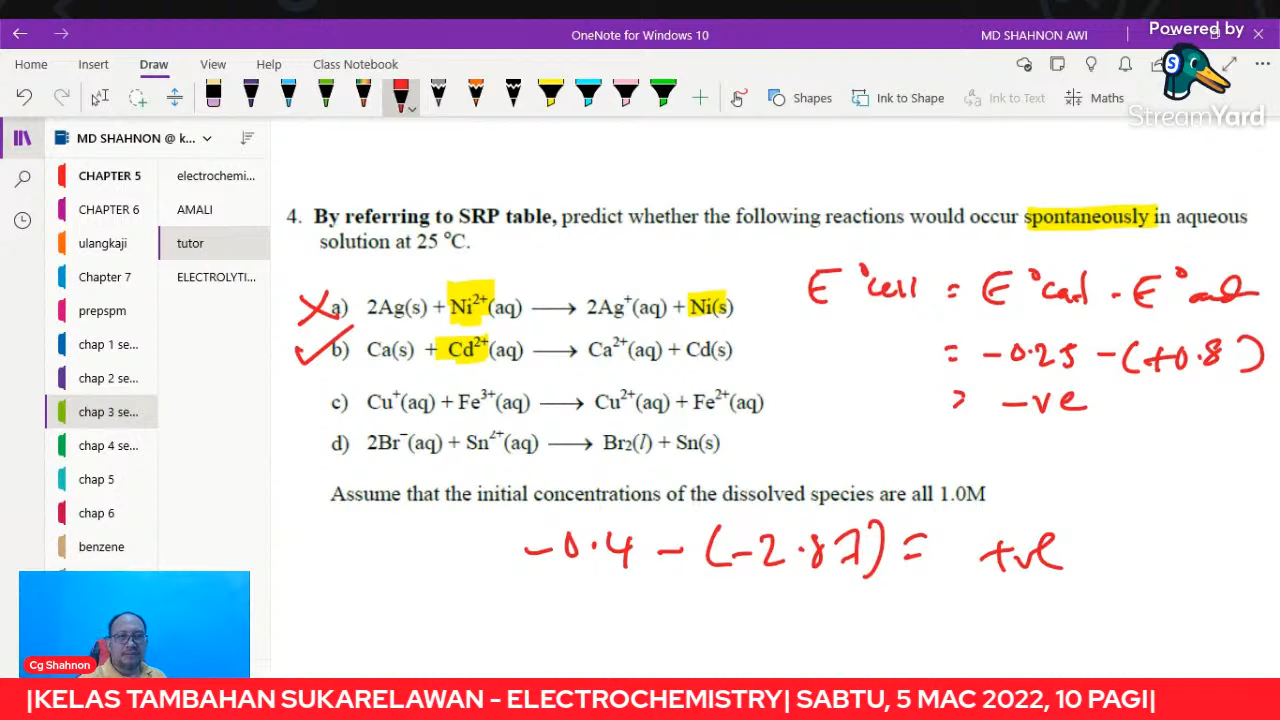 OneNote for Windows 10
MD SHAHNON AWI
Powered by
StreamYard
Home Insert Draw View Help Class Notebook
Shapes Ink to Shape Ink to Text Maths
MD SHAHNON @ k...
CHAPTER 5
CHAPTER 6
ulangkaji
Chapter 7
prepspm
chap 1 se...
chap 2 se...
chap 3 se...
chap 4 se...
chap 5
chap 6
benzene
electrochemi...
AMALI
tutor
ELECTROLYTI...
4. By referring to SRP table, predict whether the following reactions would occur spontaneously in aqueous
solution at 25 °C.
a) 2Ag(s) + Ni²⁺(aq) ⟶ 2Ag⁺(aq) + Ni(s)
b) Ca(s) + Cd²⁺(aq) ⟶ Ca²⁺(aq) + Cd(s)
c) Cu⁺(aq) + Fe³⁺(aq) ⟶ Cu²⁺(aq) + Fe²⁺(aq)
d) 2Br⁻(aq) + Sn²⁺(aq) ⟶ Br₂(l) + Sn(s)
Assume that the initial concentrations of the dissolved species are all 1.0M
E°cell = E°cad - E°and
= -0.25 - (+0.8)
= -ve
-0.4 - (-2.87) = +ve
Cg Shahnon
|KELAS TAMBAHAN SUKARELAWAN - ELECTROCHEMISTRY| SABTU, 5 MAC 2022, 10 PAGI|